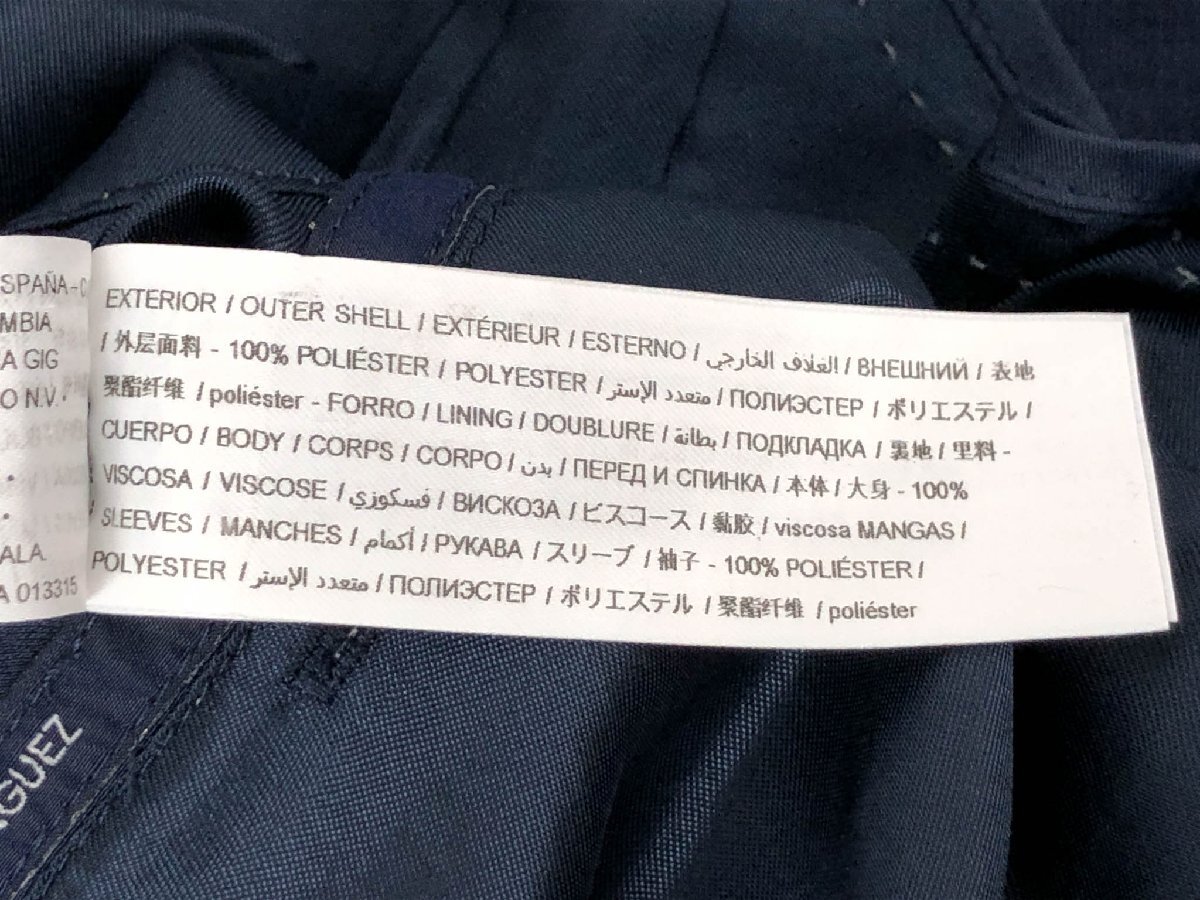 SPAÑA-C
MBIA
A GIG
O N.V.
ALA.
A 013315
EXTERIOR / OUTER SHELL / EXTÉRIEUR / ESTERNO / الغلاف الخارجي / ВНЕШНИЙ / 表地
/ 外层面料 - 100% POLIÉSTER / POLYESTER / متعدد الإستر / ПОЛИЭСТЕР / ポリエステル /
聚酯纤维 / poliéster - FORRO / LINING / DOUBLURE / بطانة / ПОДКЛАДКА / 裏地 / 里料 -
CUERPO / BODY / CORPS / CORPO / بدن / ПЕРЕД И СПИНКА / 本体 / 大身 - 100%
VISCOSA / VISCOSE / فسكوزي / ВИСКОЗА / ビスコース / 黏胶 / viscosa MANGAS /
SLEEVES / MANCHES / أكمام / РУКАВА / スリーブ / 袖子 - 100% POLIÉSTER /
POLYESTER / متعدد الإستر / ПОЛИЭСТЕР / ポリエステル / 聚酯纤维 / poliéster
GUEZ